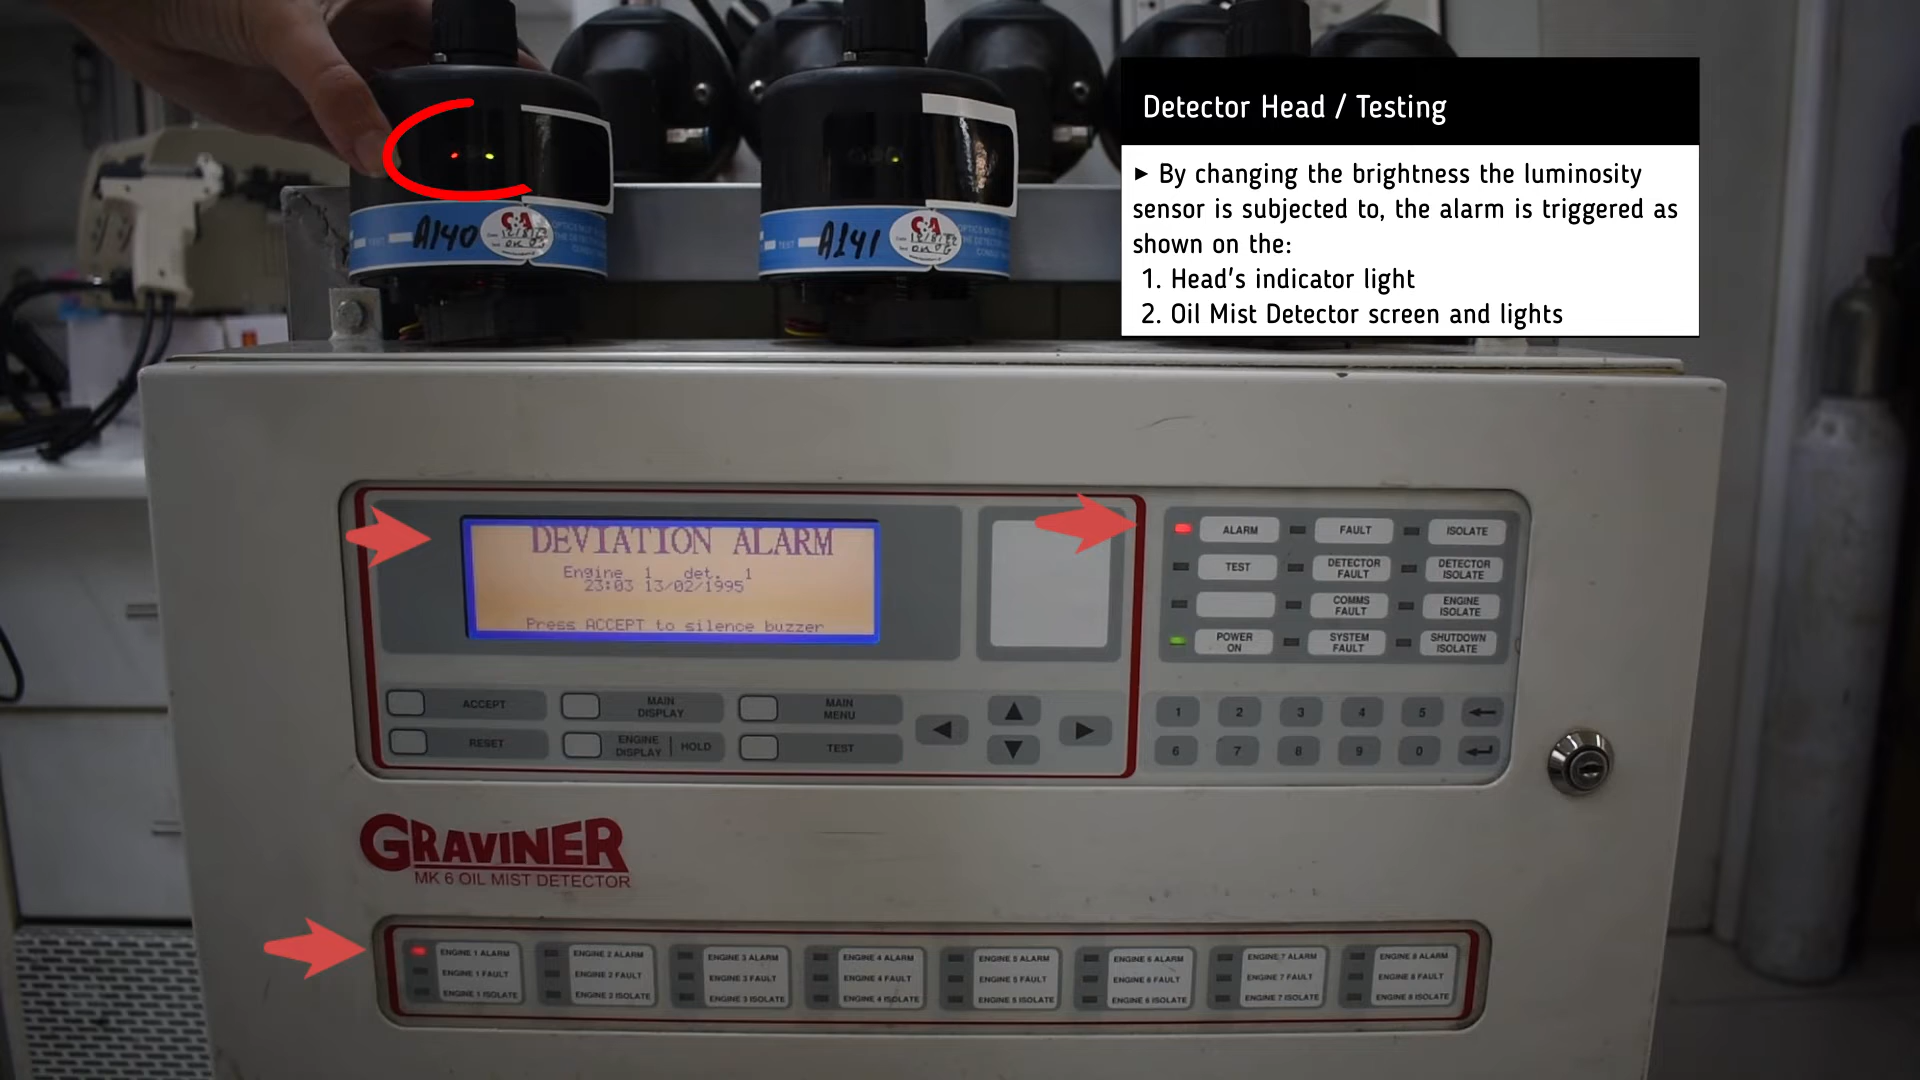 Detector Head / Testing
► By changing the brightness the luminosity
sensor is subjected to, the alarm is triggered as
shown on the:
1. Head's indicator light
2. Oil Mist Detector screen and lights
TEST
A140
C&A
OK
TEST
A141
C&A
OK
DEVIATION ALARM
Engine 1 det. 1
23:03 13/02/1995
Press ACCEPT to silence buzzer
ALARM
FAULT
ISOLATE
TEST
DETECTOR
FAULT
DETECTOR
ISOLATE
COMMS
FAULT
ENGINE
ISOLATE
POWER
ON
SYSTEM
FAULT
SHUTDOWN
ISOLATE
ACCEPT
MAIN
DISPLAY
MAIN
MENU
RESET
ENGINE
DISPLAY | HOLD
TEST
1 2 3 4 5
6 7 8 9 0
GRAVINER
MK 6 OIL MIST DETECTOR
ENGINE 1 ALARM
ENGINE 1 FAULT
ENGINE 1 ISOLATE
ENGINE 2 ALARM
ENGINE 2 FAULT
ENGINE 2 ISOLATE
ENGINE 3 ALARM
ENGINE 3 FAULT
ENGINE 3 ISOLATE
ENGINE 4 ALARM
ENGINE 4 FAULT
ENGINE 4 ISOLATE
ENGINE 5 ALARM
ENGINE 5 FAULT
ENGINE 5 ISOLATE
ENGINE 6 ALARM
ENGINE 6 FAULT
ENGINE 6 ISOLATE
ENGINE 7 ALARM
ENGINE 7 FAULT
ENGINE 7 ISOLATE
ENGINE 8 ALARM
ENGINE 8 FAULT
ENGINE 8 ISOLATE